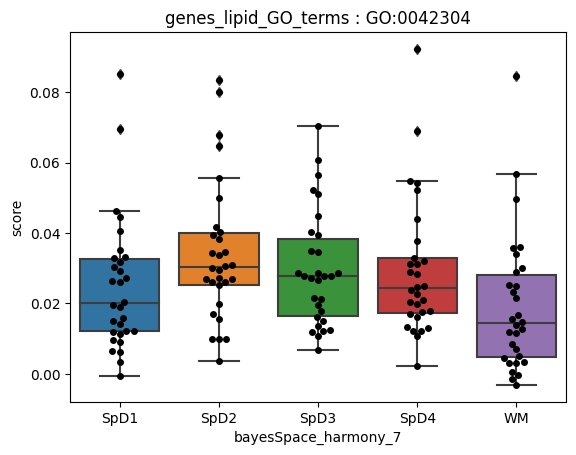 genes_lipid_GO_terms : GO:0042304
0.08
0.06
0.04
0.02
0.00
score
SpD1 SpD2 SpD3 SpD4 WM
bayesSpace_harmony_7